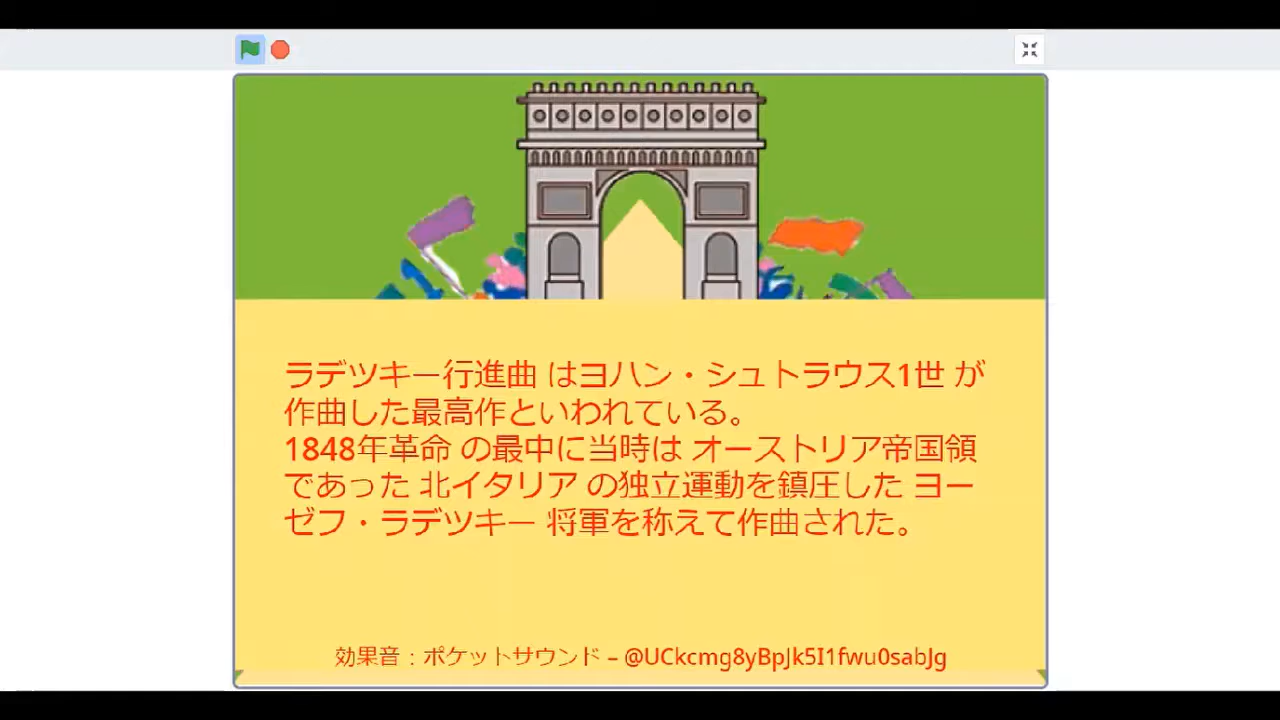 ラデツキー行進曲 はヨハン・シュトラウス1世 が
作曲した最高作といわれている。
1848年革命 の最中に当時は オーストリア帝国領
であった 北イタリア の独立運動を鎮圧した ヨー
ゼフ・ラデツキー 将軍を称えて作曲された。
効果音：ポケットサウンド – @UCkcmg8yBpJk5I1fwu0sabJg